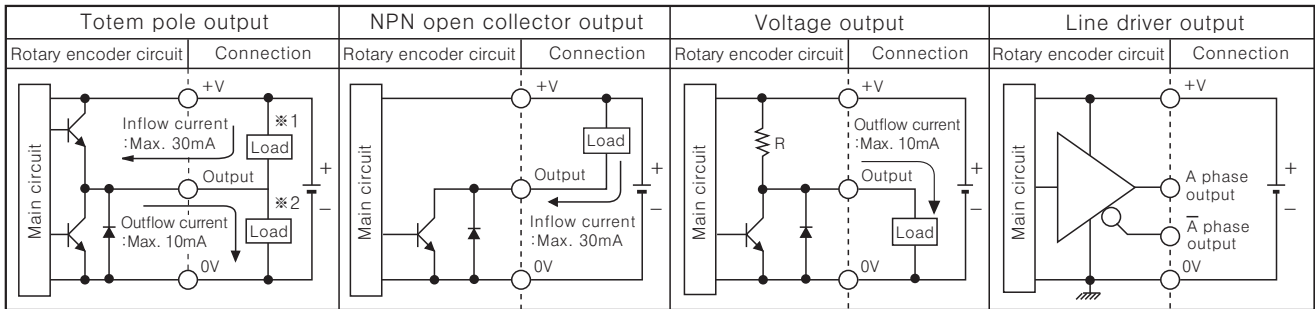 Totem pole output
Rotary encoder circuit
Connection
Main circuit
+V
※1
Inflow current
:Max. 30mA
Load
+
Output
−
※2
Outflow current
:Max. 10mA
Load
0V
NPN open collector output
Rotary encoder circuit
Connection
Main circuit
+V
Load
+
Output
−
Inflow current
:Max. 30mA
0V
Voltage output
Rotary encoder circuit
Connection
Main circuit
+V
R
Outflow current
:Max. 10mA
Output
+
−
Load
0V
Line driver output
Rotary encoder circuit
Connection
Main circuit
+V
A phase
output
+
−
A̅ phase
output
0V